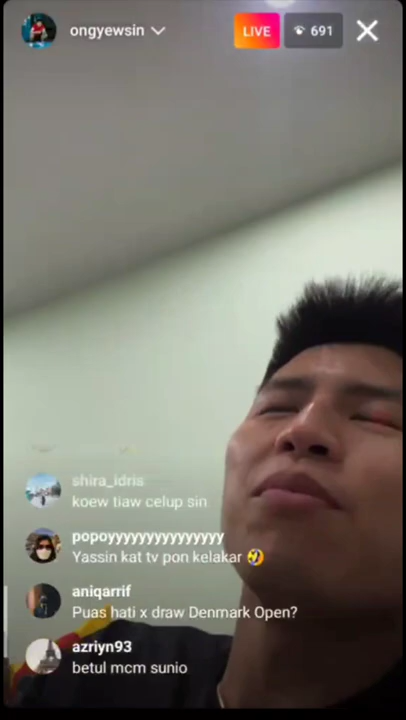 ongyewsin
LIVE
691
shira_idris
koew tiaw celup sin
popoyyyyyyyyyyyyyyyy
Yassin kat tv pon kelakar 🤣
aniqarrif
Puas hati x draw Denmark Open?
azriyn93
betul mcm sunio